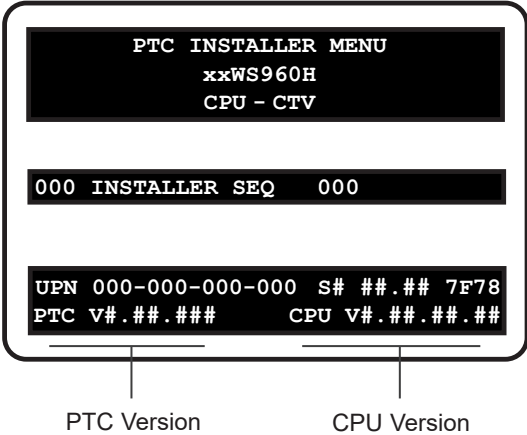 PTC INSTALLER MENU
xxWS960H
CPU – CTV
000 INSTALLER SEQ 000
UPN 000-000-000-000 S# ##.## 7F78
PTC V#.##.### CPU V#.##.##.##
PTC Version CPU Version